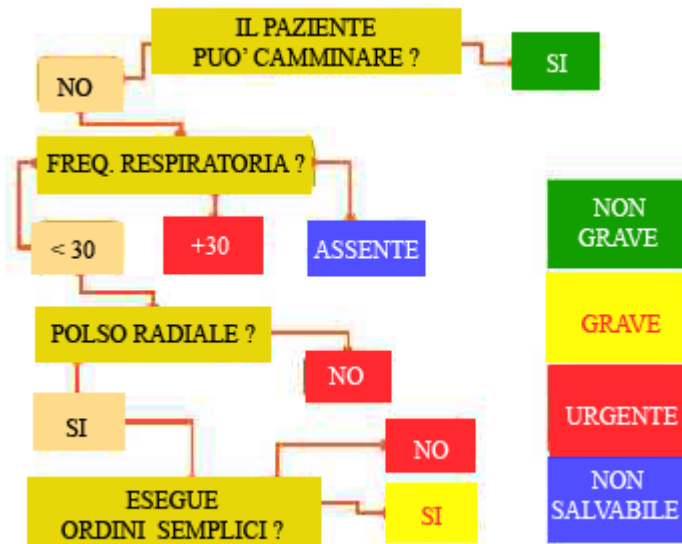 IL PAZIENTE
PUO' CAMMINARE ?
SI
NO
FREQ. RESPIRATORIA ?
< 30
+30
ASSENTE
POLSO RADIALE ?
NO
SI
NO
ESEGUE
ORDINI SEMPLICI ?
SI
NON
GRAVE
GRAVE
URGENTE
NON
SALVABILE